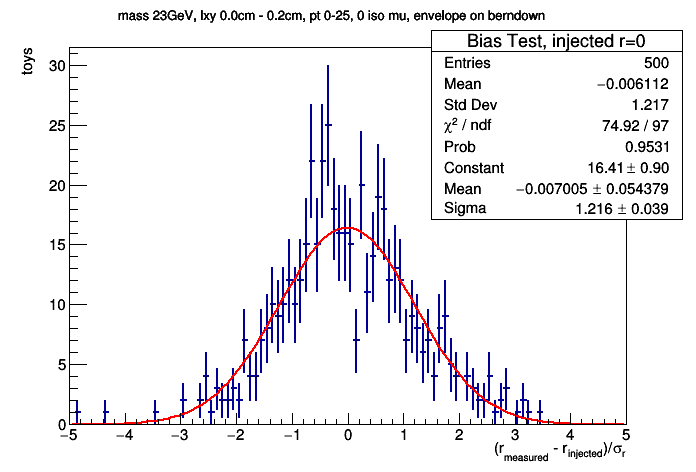 mass 23GeV, lxy 0.0cm - 0.2cm, pt 0-25, 0 iso mu, envelope on berndown
Bias Test, injected r=0
Entries 500
Mean −0.006112
Std Dev 1.217
χ² / ndf 74.92 / 97
Prob 0.9531
Constant 16.41 ± 0.90
Mean −0.007005 ± 0.054379
Sigma 1.216 ± 0.039
toys
30
25
20
15
10
5
0
−5 −4 −3 −2 −1 0 1 2 3 4 5
(r_measured - r_injected)/σ_r